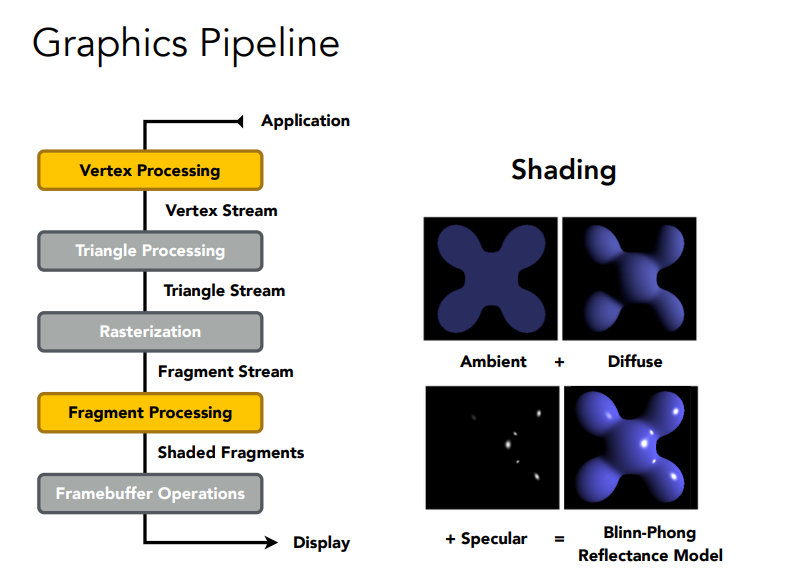 Graphics Pipeline
Application
Vertex Processing
Vertex Stream
Triangle Processing
Triangle Stream
Rasterization
Fragment Stream
Fragment Processing
Shaded Fragments
Framebuffer Operations
Display
Shading
Ambient + Diffuse
+ Specular = Blinn-Phong
Reflectance Model